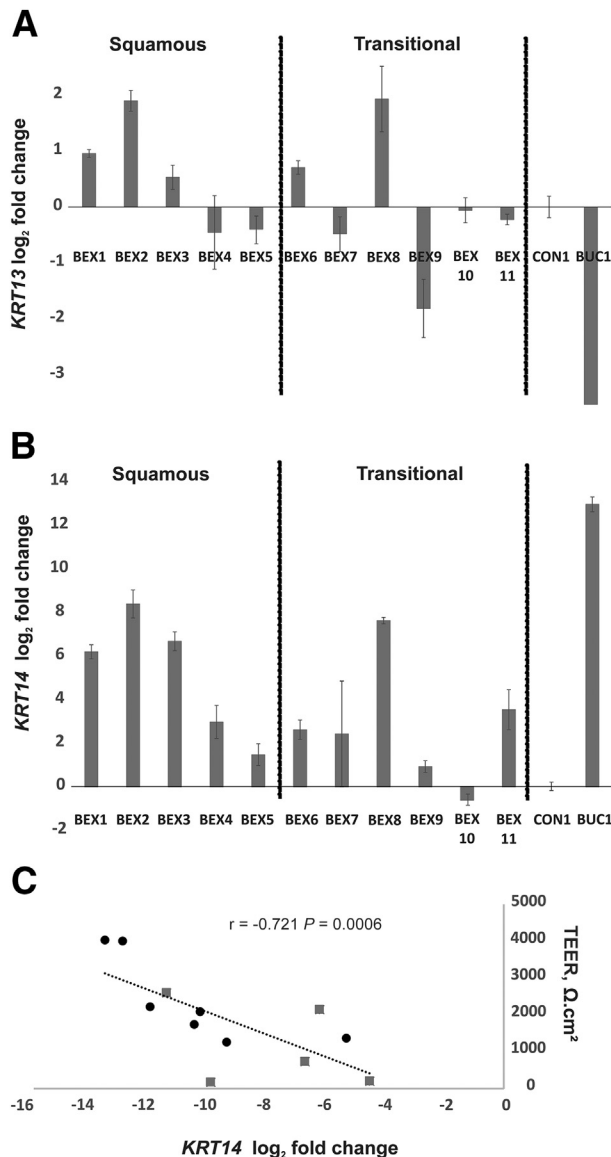 A
Squamous
Transitional
KRT13 log₂ fold change
2
1
0
-1
-2
-3
BEX1 BEX2 BEX3 BEX4 BEX5 BEX6 BEX7 BEX8 BEX9 BEX 10 BEX 11 CON1 BUC1
B
Squamous
Transitional
KRT14 log₂ fold change
14
12
10
8
6
4
2
0
-2
BEX1 BEX2 BEX3 BEX4 BEX5 BEX6 BEX7 BEX8 BEX9 BEX 10 BEX 11 CON1 BUC1
C
r = -0.721 P = 0.0006
5000
4000
3000
2000
1000
0
TEER, Ω.cm²
-16 -14 -12 -10 -8 -6 -4 -2 0
KRT14 log₂ fold change